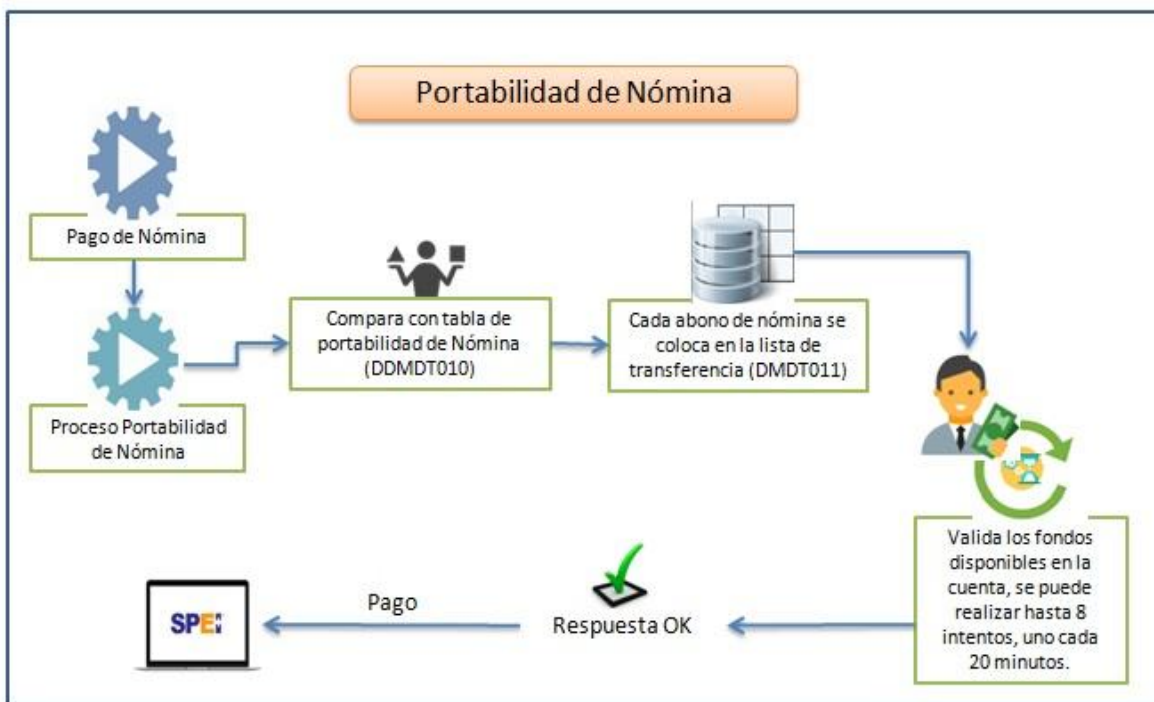 Portabilidad de Nómina
Pago de Nómina
Proceso Portabilidad
de Nómina
Compara con tabla de
portabilidad de Nómina
(DDMDT010)
Cada abono de nómina se
coloca en la lista de
transferencia (DMDT011)
Valida los fondos
disponibles en la
cuenta, se puede
realizar hasta 8
intentos, uno cada
20 minutos.
Respuesta OK
Pago
SPEI